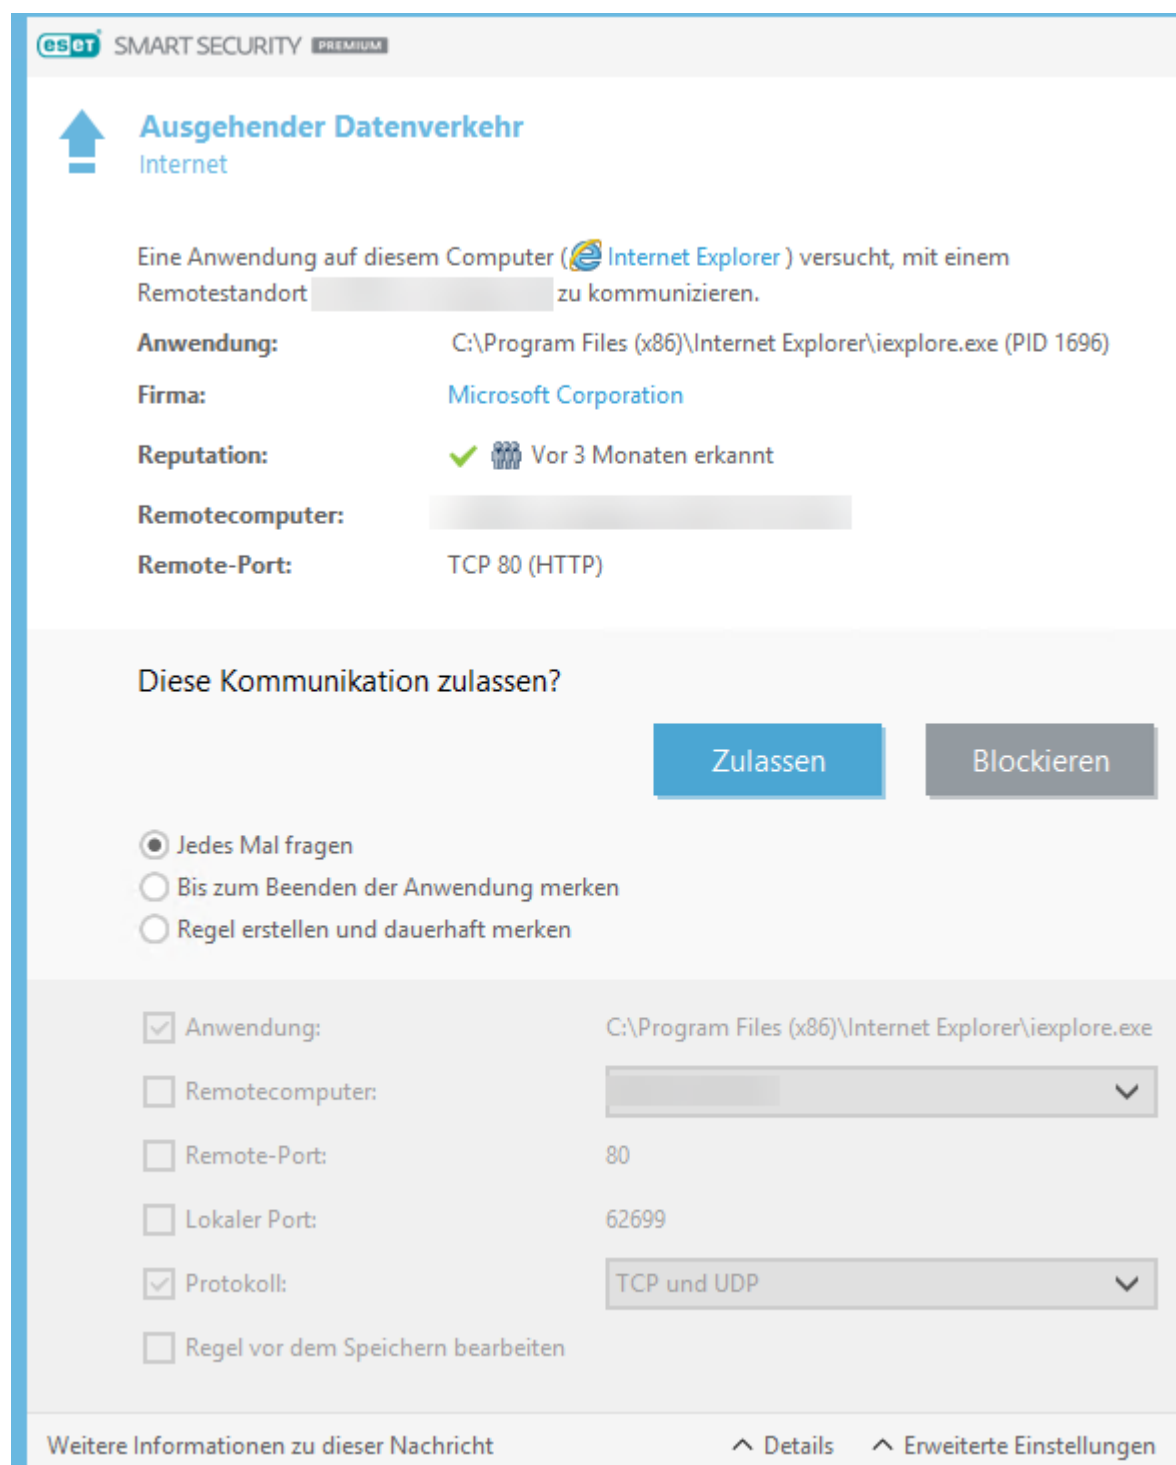 eset SMART SECURITY PREMIUM
Ausgehender Datenverkehr
Internet
Eine Anwendung auf diesem Computer (Internet Explorer) versucht, mit einem
Remotestandort zu kommunizieren.
Anwendung: C:\Program Files (x86)\Internet Explorer\iexplore.exe (PID 1696)
Firma: Microsoft Corporation
Reputation: Vor 3 Monaten erkannt
Remotecomputer:
Remote-Port: TCP 80 (HTTP)
Diese Kommunikation zulassen?
Zulassen Blockieren
Jedes Mal fragen
Bis zum Beenden der Anwendung merken
Regel erstellen und dauerhaft merken
Anwendung: C:\Program Files (x86)\Internet Explorer\iexplore.exe
Remotecomputer:
Remote-Port: 80
Lokaler Port: 62699
Protokoll: TCP und UDP
Regel vor dem Speichern bearbeiten
Weitere Informationen zu dieser Nachricht Details Erweiterte Einstellungen